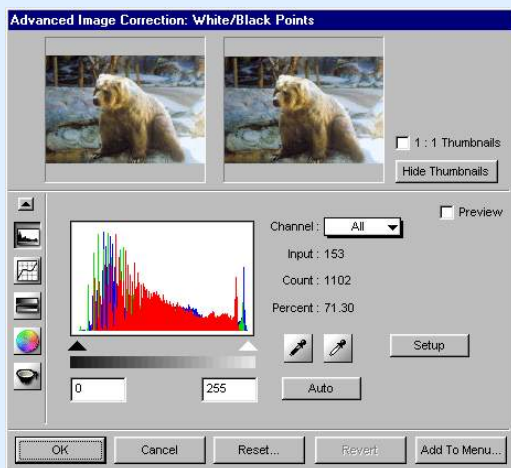 Advanced Image Correction: White/Black Points
1 : 1 Thumbnails
Hide Thumbnails
Preview
Channel : All
Input : 153
Count : 1102
Percent : 71.30
Setup
0 255 Auto
OK Cancel Reset... Revert Add To Menu...